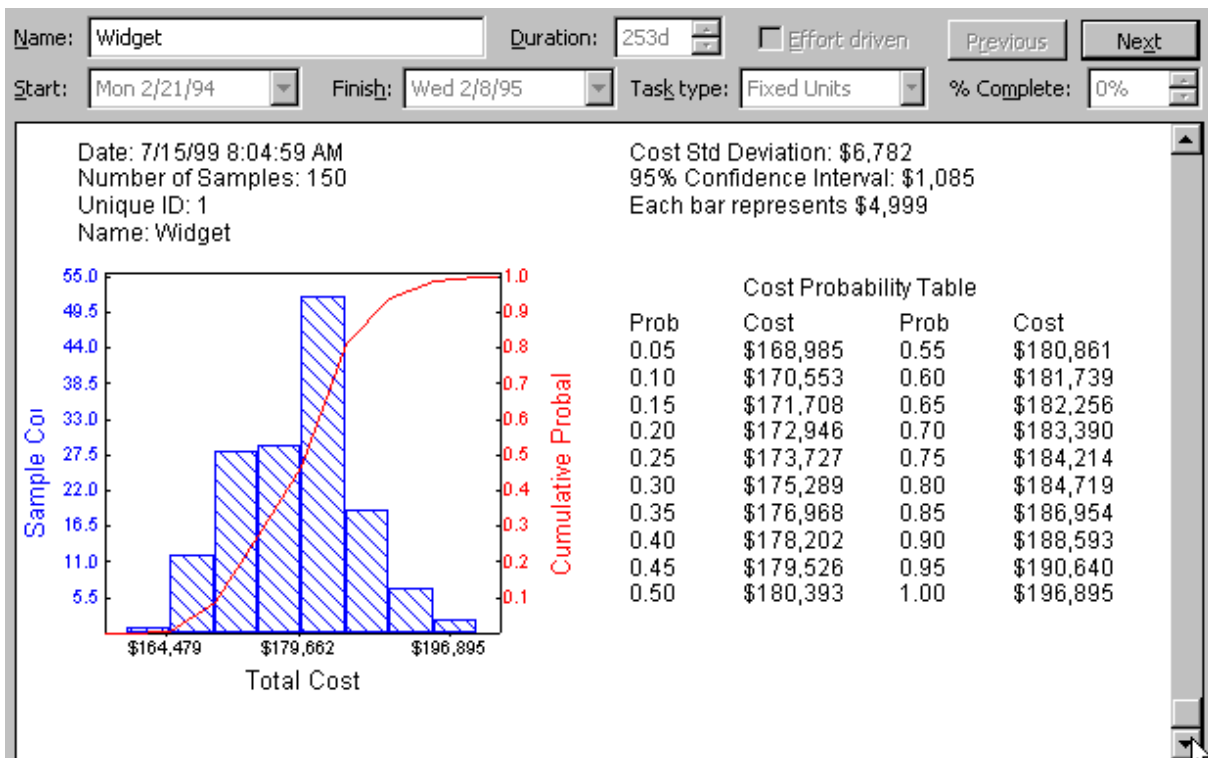 Name: Widget Duration: 253d Effort driven Previous Next
Start: Mon 2/21/94 Finish: Wed 2/8/95 Task type: Fixed Units % Complete: 0%
Date: 7/15/99 8:04:59 AM
Number of Samples: 150
Unique ID: 1
Name: Widget
Cost Std Deviation: $6,782
95% Confidence Interval: $1,085
Each bar represents $4,999
Sample Cou
55.0
49.5
44.0
38.5
33.0
27.5
22.0
16.5
11.0
5.5
1.0
0.9
0.8
0.7
0.6
0.5
0.4
0.3
0.2
0.1
Cumulative Probal
$164,479 $179,662 $196,895
Total Cost
Cost Probability Table
Prob Cost Prob Cost
0.05 $168,985 0.55 $180,861
0.10 $170,553 0.60 $181,739
0.15 $171,708 0.65 $182,256
0.20 $172,946 0.70 $183,390
0.25 $173,727 0.75 $184,214
0.30 $175,289 0.80 $184,719
0.35 $176,968 0.85 $186,954
0.40 $178,202 0.90 $188,593
0.45 $179,526 0.95 $190,640
0.50 $180,393 1.00 $196,895